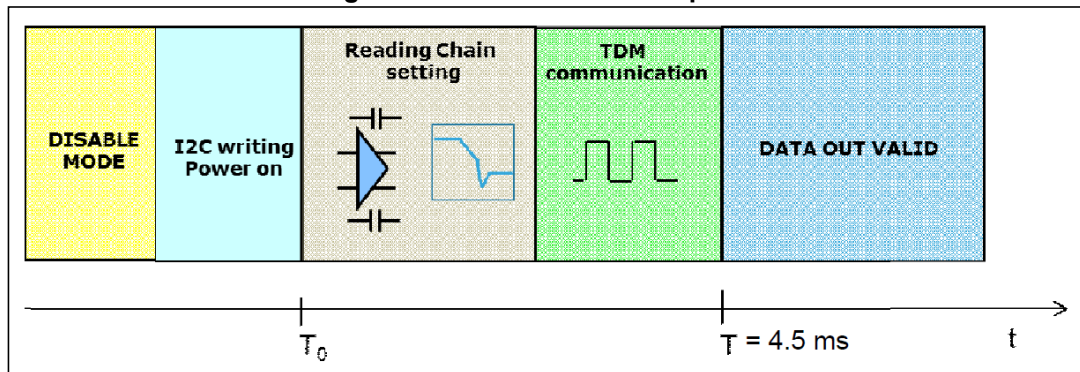 DISABLE
MODE
I2C writing
Power on
Reading Chain
setting
TDM
communication
DATA OUT VALID
T₀
T = 4.5 ms
t